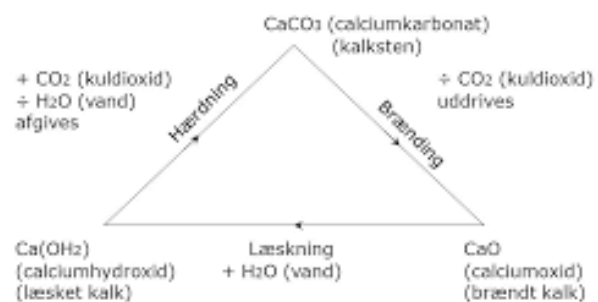 CaCO3 (calciumkarbonat)
(kalksten)
+ CO2 (kuldioxid)
÷ H2O (vand)
afgives
Hærdning
Brænding
÷ CO2 (kuldioxid)
uddrives
Ca(OH2)
(calciumhydroxid)
(læsket kalk)
Læskning
+ H2O (vand)
CaO
(calciumoxid)
(brændt kalk)